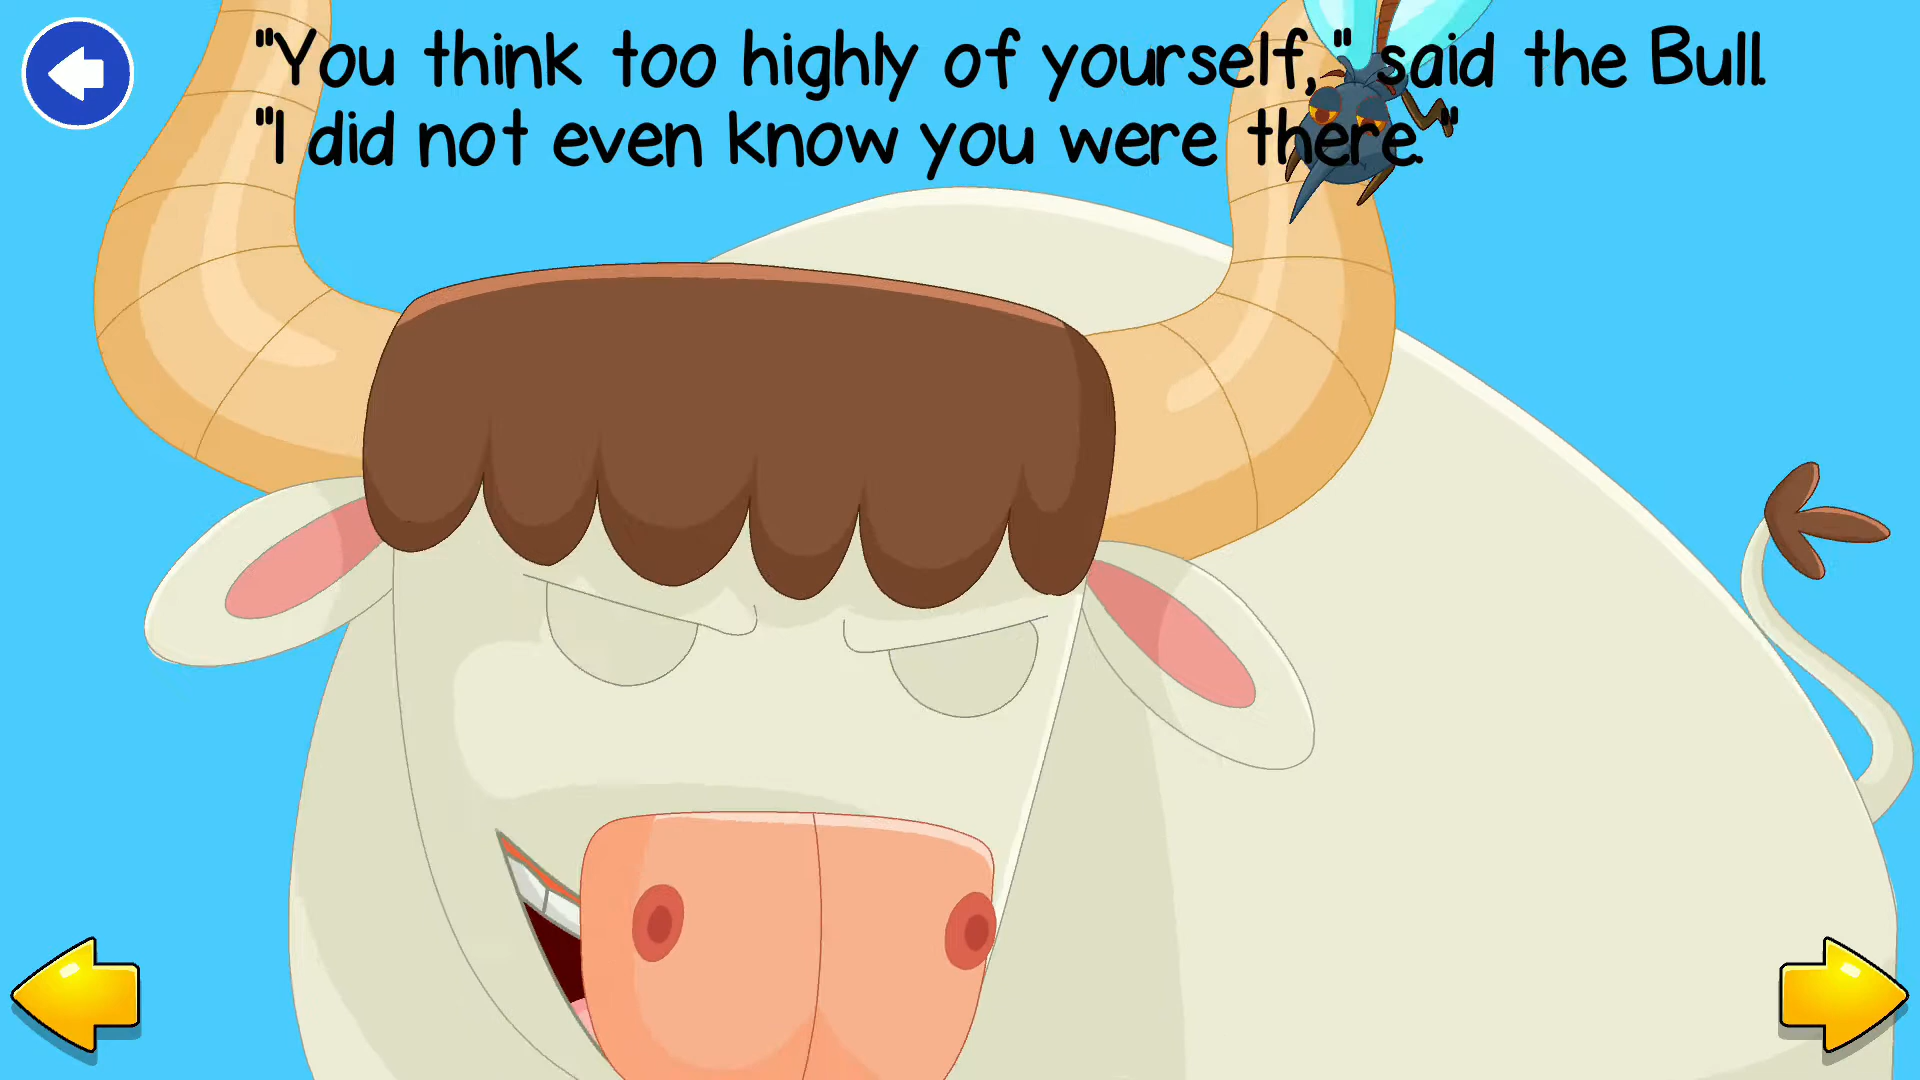 "You think too highly of yourself," said the Bull.
"I did not even know you were there."